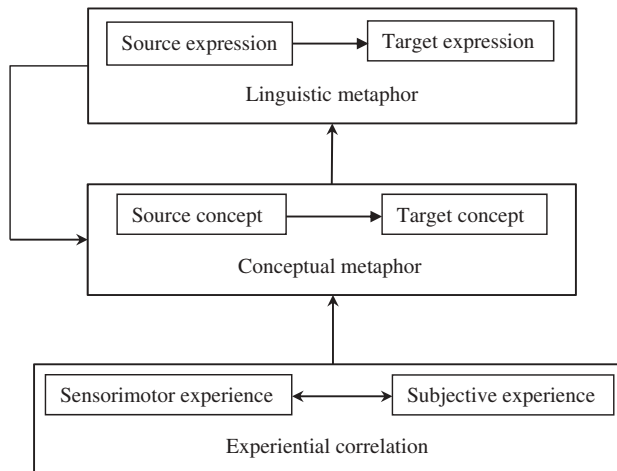 Source expression
Target expression
Linguistic metaphor
Source concept
Target concept
Conceptual metaphor
Sensorimotor experience
Subjective experience
Experiential correlation